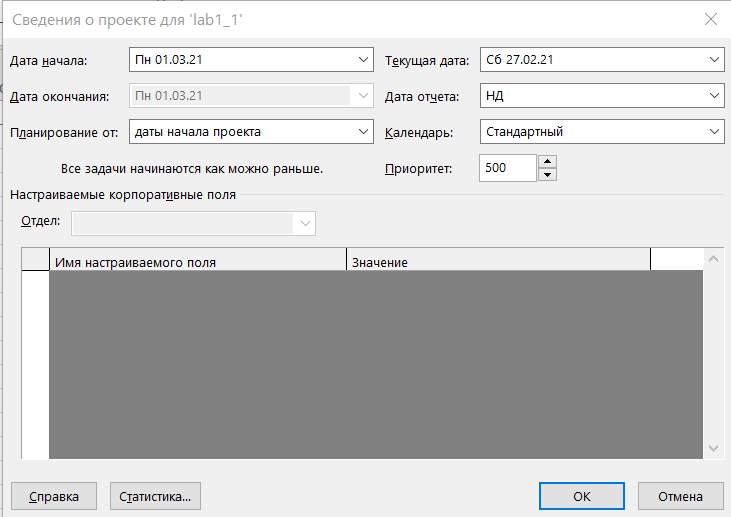 Сведения о проекте для 'lab1_1'
Дата начала: Пн 01.03.21 Текущая дата: Сб 27.02.21
Дата окончания: Пн 01.03.21 Дата отчета: НД
Планирование от: даты начала проекта Календарь: Стандартный
Все задачи начинаются как можно раньше. Приоритет: 500
Настраиваемые корпоративные поля
Отдел:
Имя настраиваемого поля Значение
Справка Статистика... ОК Отмена